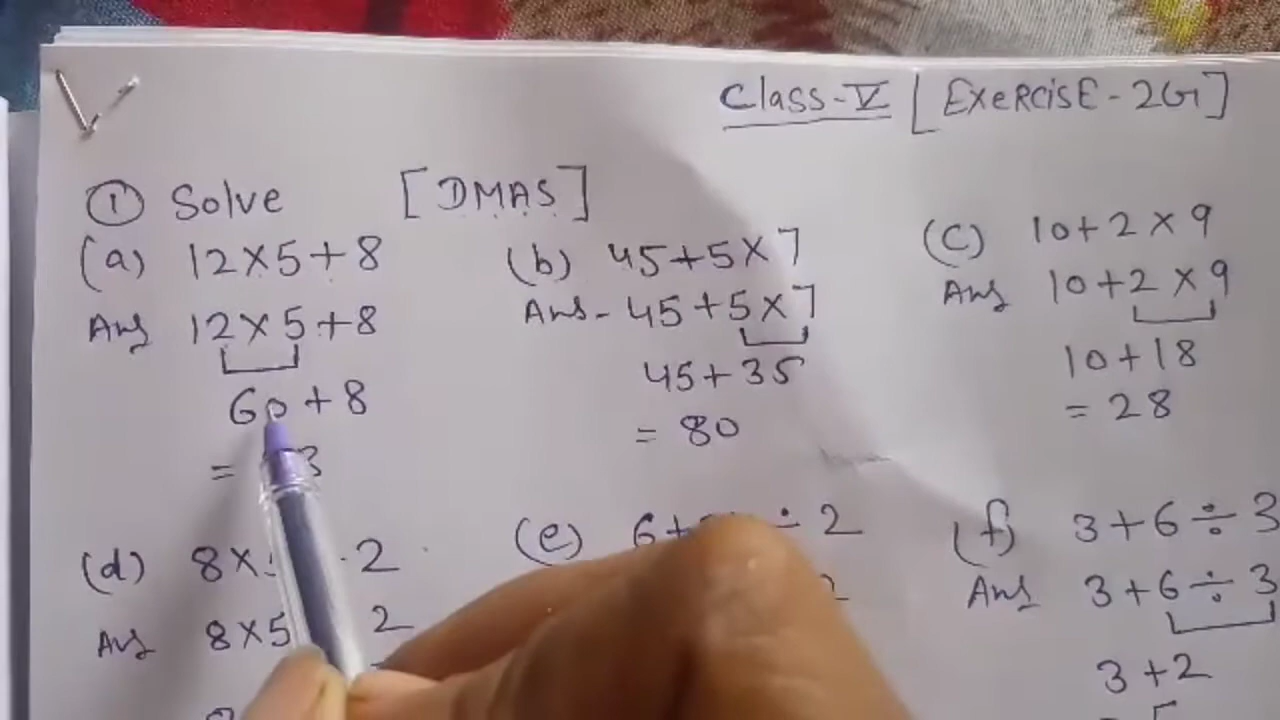 Class-V [ExeRcisE-2G]
① Solve [DMAS]
(a) 12×5+8
Ans 12×5+8
60+8
=
(b) 45+5×7
Ans- 45+5×7
45+35
= 80
(c) 10+2×9
Ans 10+2×9
10+18
= 28
(d) 8×
2
Ans 8×5
2
(e) 6+
÷2
2
(f) 3+6÷3
Ans 3+6÷3
3+2